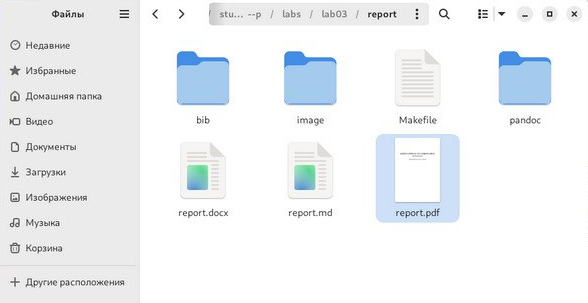 Файлы
stu... --p / labs / lab03 / report
Недавние
Избранные
Домашняя папка
Видео
Документы
Загрузки
Изображения
Музыка
Корзина
Другие расположения
bib
image
Makefile
pandoc
report.docx
report.md
report.pdf